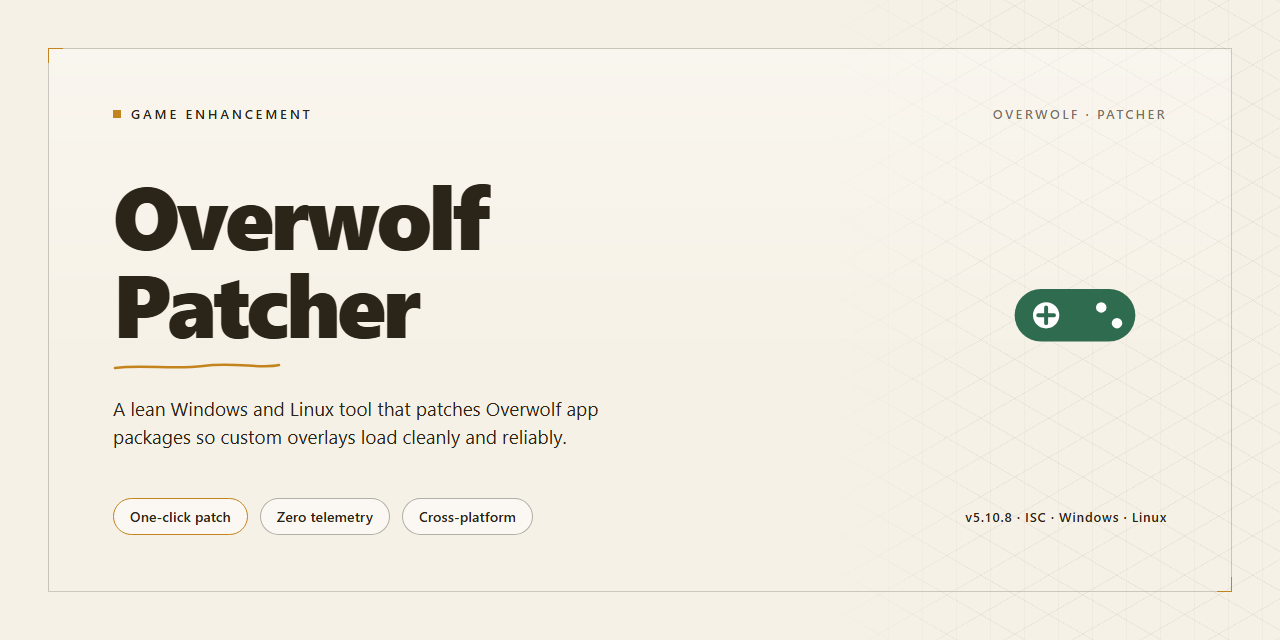 GAME ENHANCEMENT
OVERWOLF · PATCHER
Overwolf
Patcher
A lean Windows and Linux tool that patches Overwolf app
packages so custom overlays load cleanly and reliably.
One-click patch
Zero telemetry
Cross-platform
v5.10.8 · ISC · Windows · Linux